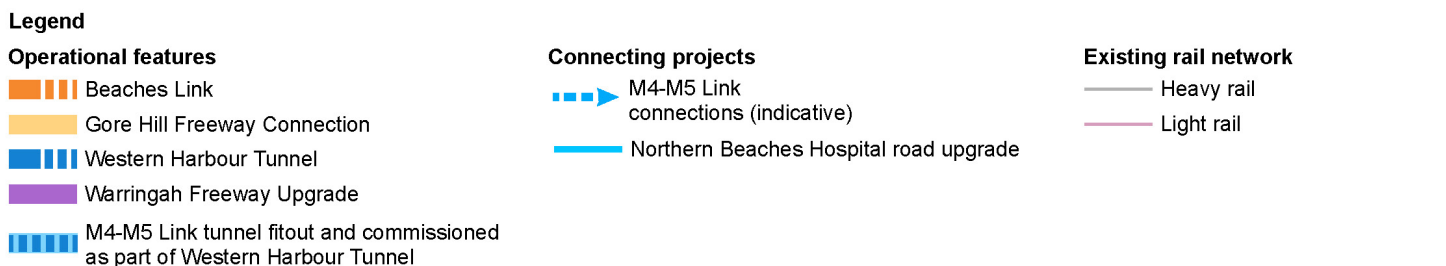 Legend
Operational features
Beaches Link
Gore Hill Freeway Connection
Western Harbour Tunnel
Warringah Freeway Upgrade
M4-M5 Link tunnel fitout and commissioned
as part of Western Harbour Tunnel
Connecting projects
M4-M5 Link
connections (indicative)
Northern Beaches Hospital road upgrade
Existing rail network
Heavy rail
Light rail